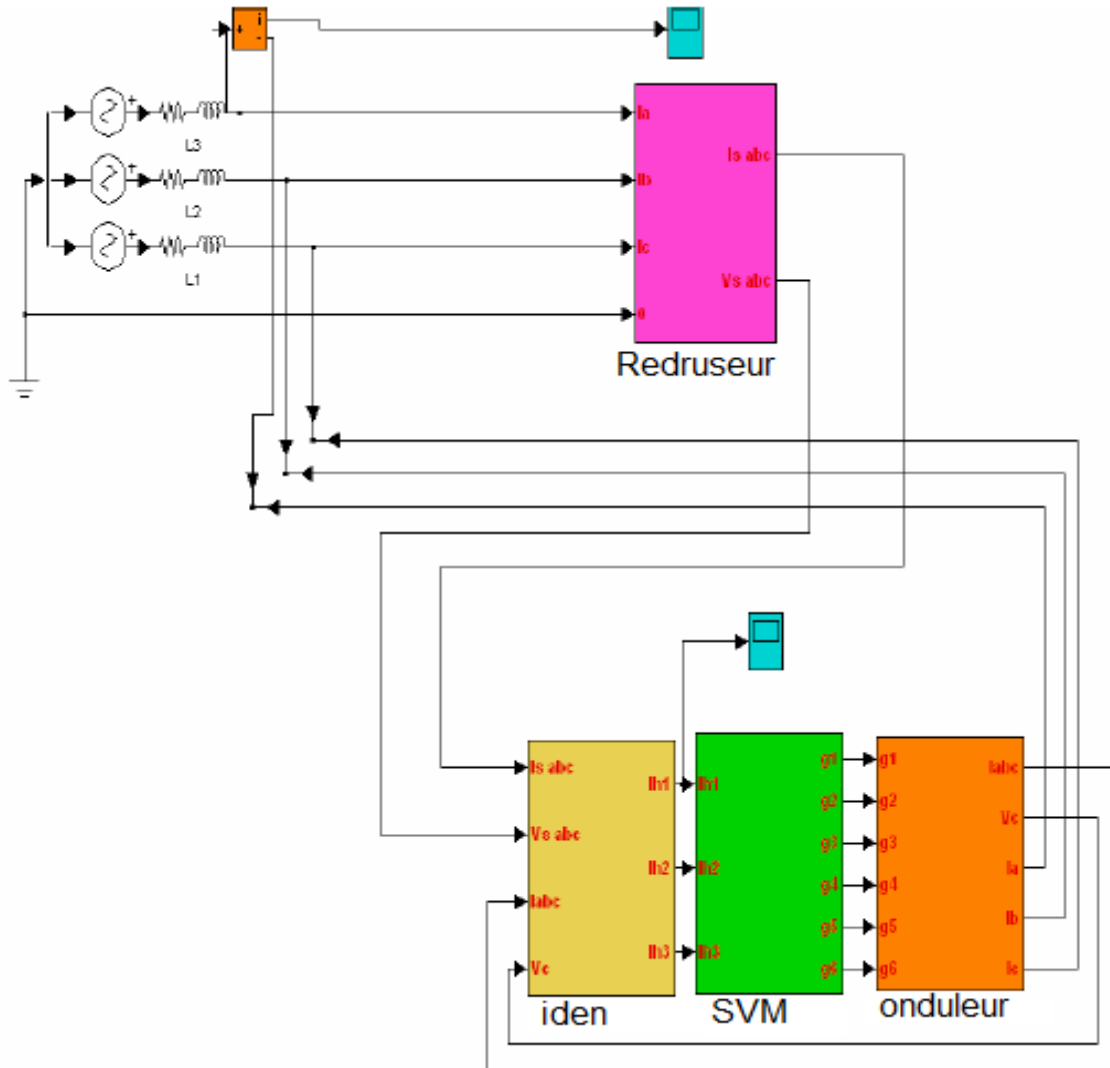 i
+
-
+
L3
+
L2
+
L1
Ia
Ib
Ic
0
Is abc
Vs abc
Redruseur
Is abc
Vs abc
Iabc
Vc
Ih1
Ih2
Ih3
iden
Ih1
Ih2
Ih3
g1
g2
g3
g4
g5
g6
SVM
g1
g2
g3
g4
g5
g6
Iabc
Vc
Ia
Ib
Ic
onduleur